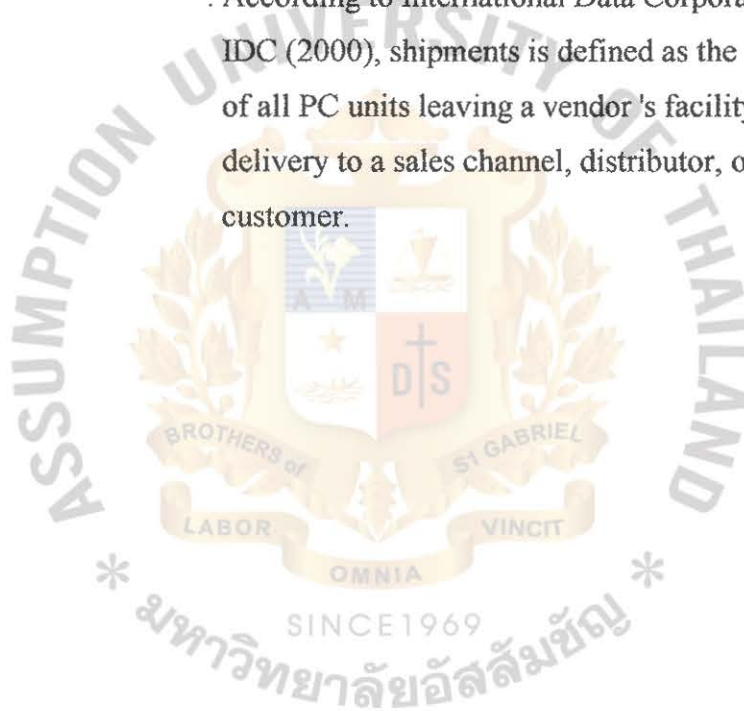 : According to International Data Corpora
IDC (2000), shipments is defined as the
of all PC units leaving a vendor 's facility
delivery to a sales channel, distributor, o
customer.
ASSUMPTION UNIVERSITY OF THAILAND
A M
D S
BROTHERS of St GABRIEL
LABOR
VINCIT
OMNIA
SINCE1969
* มหาวิทยาลัยอัสสัมชัญ *